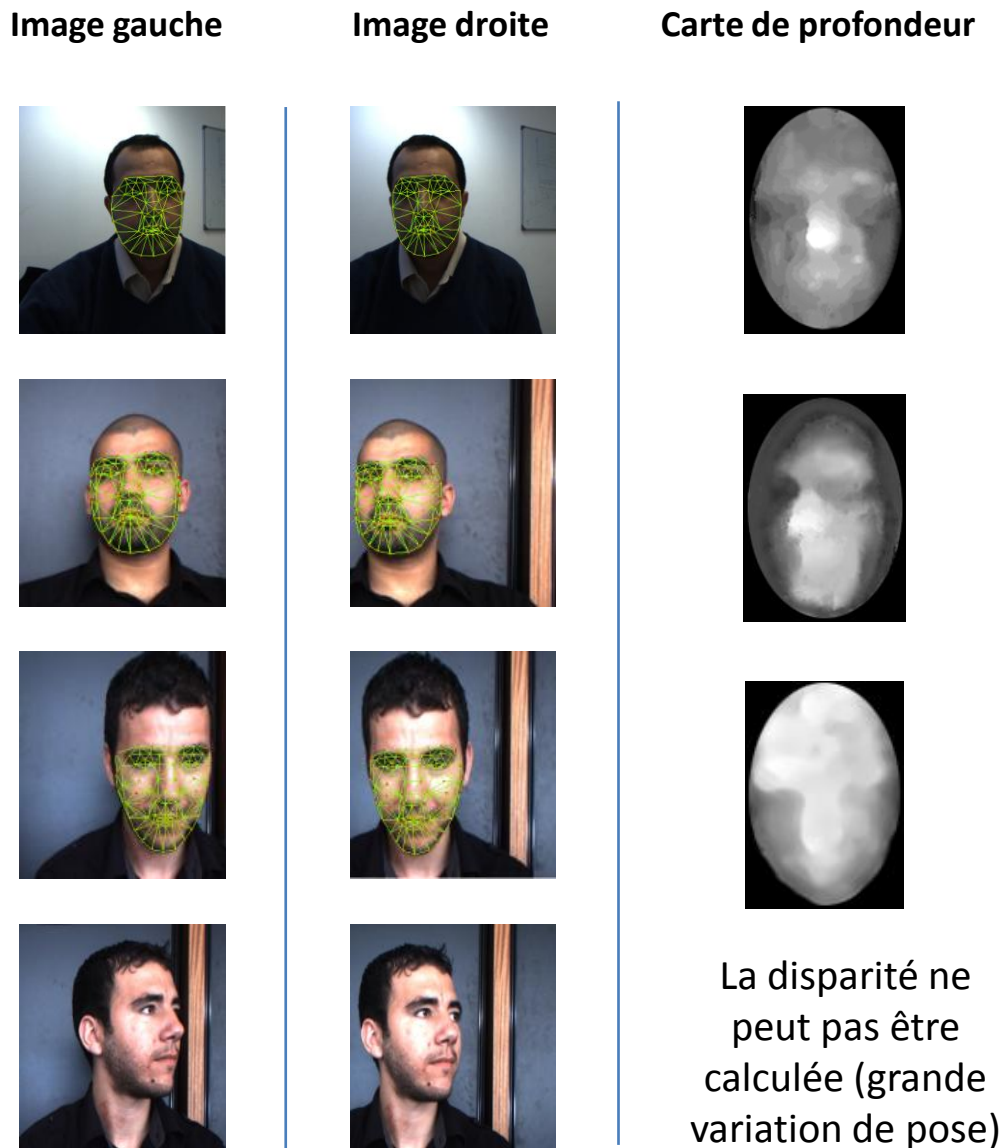 Image gauche Image droite Carte de profondeur
La disparité ne
peut pas être
calculée (grande
variation de pose)